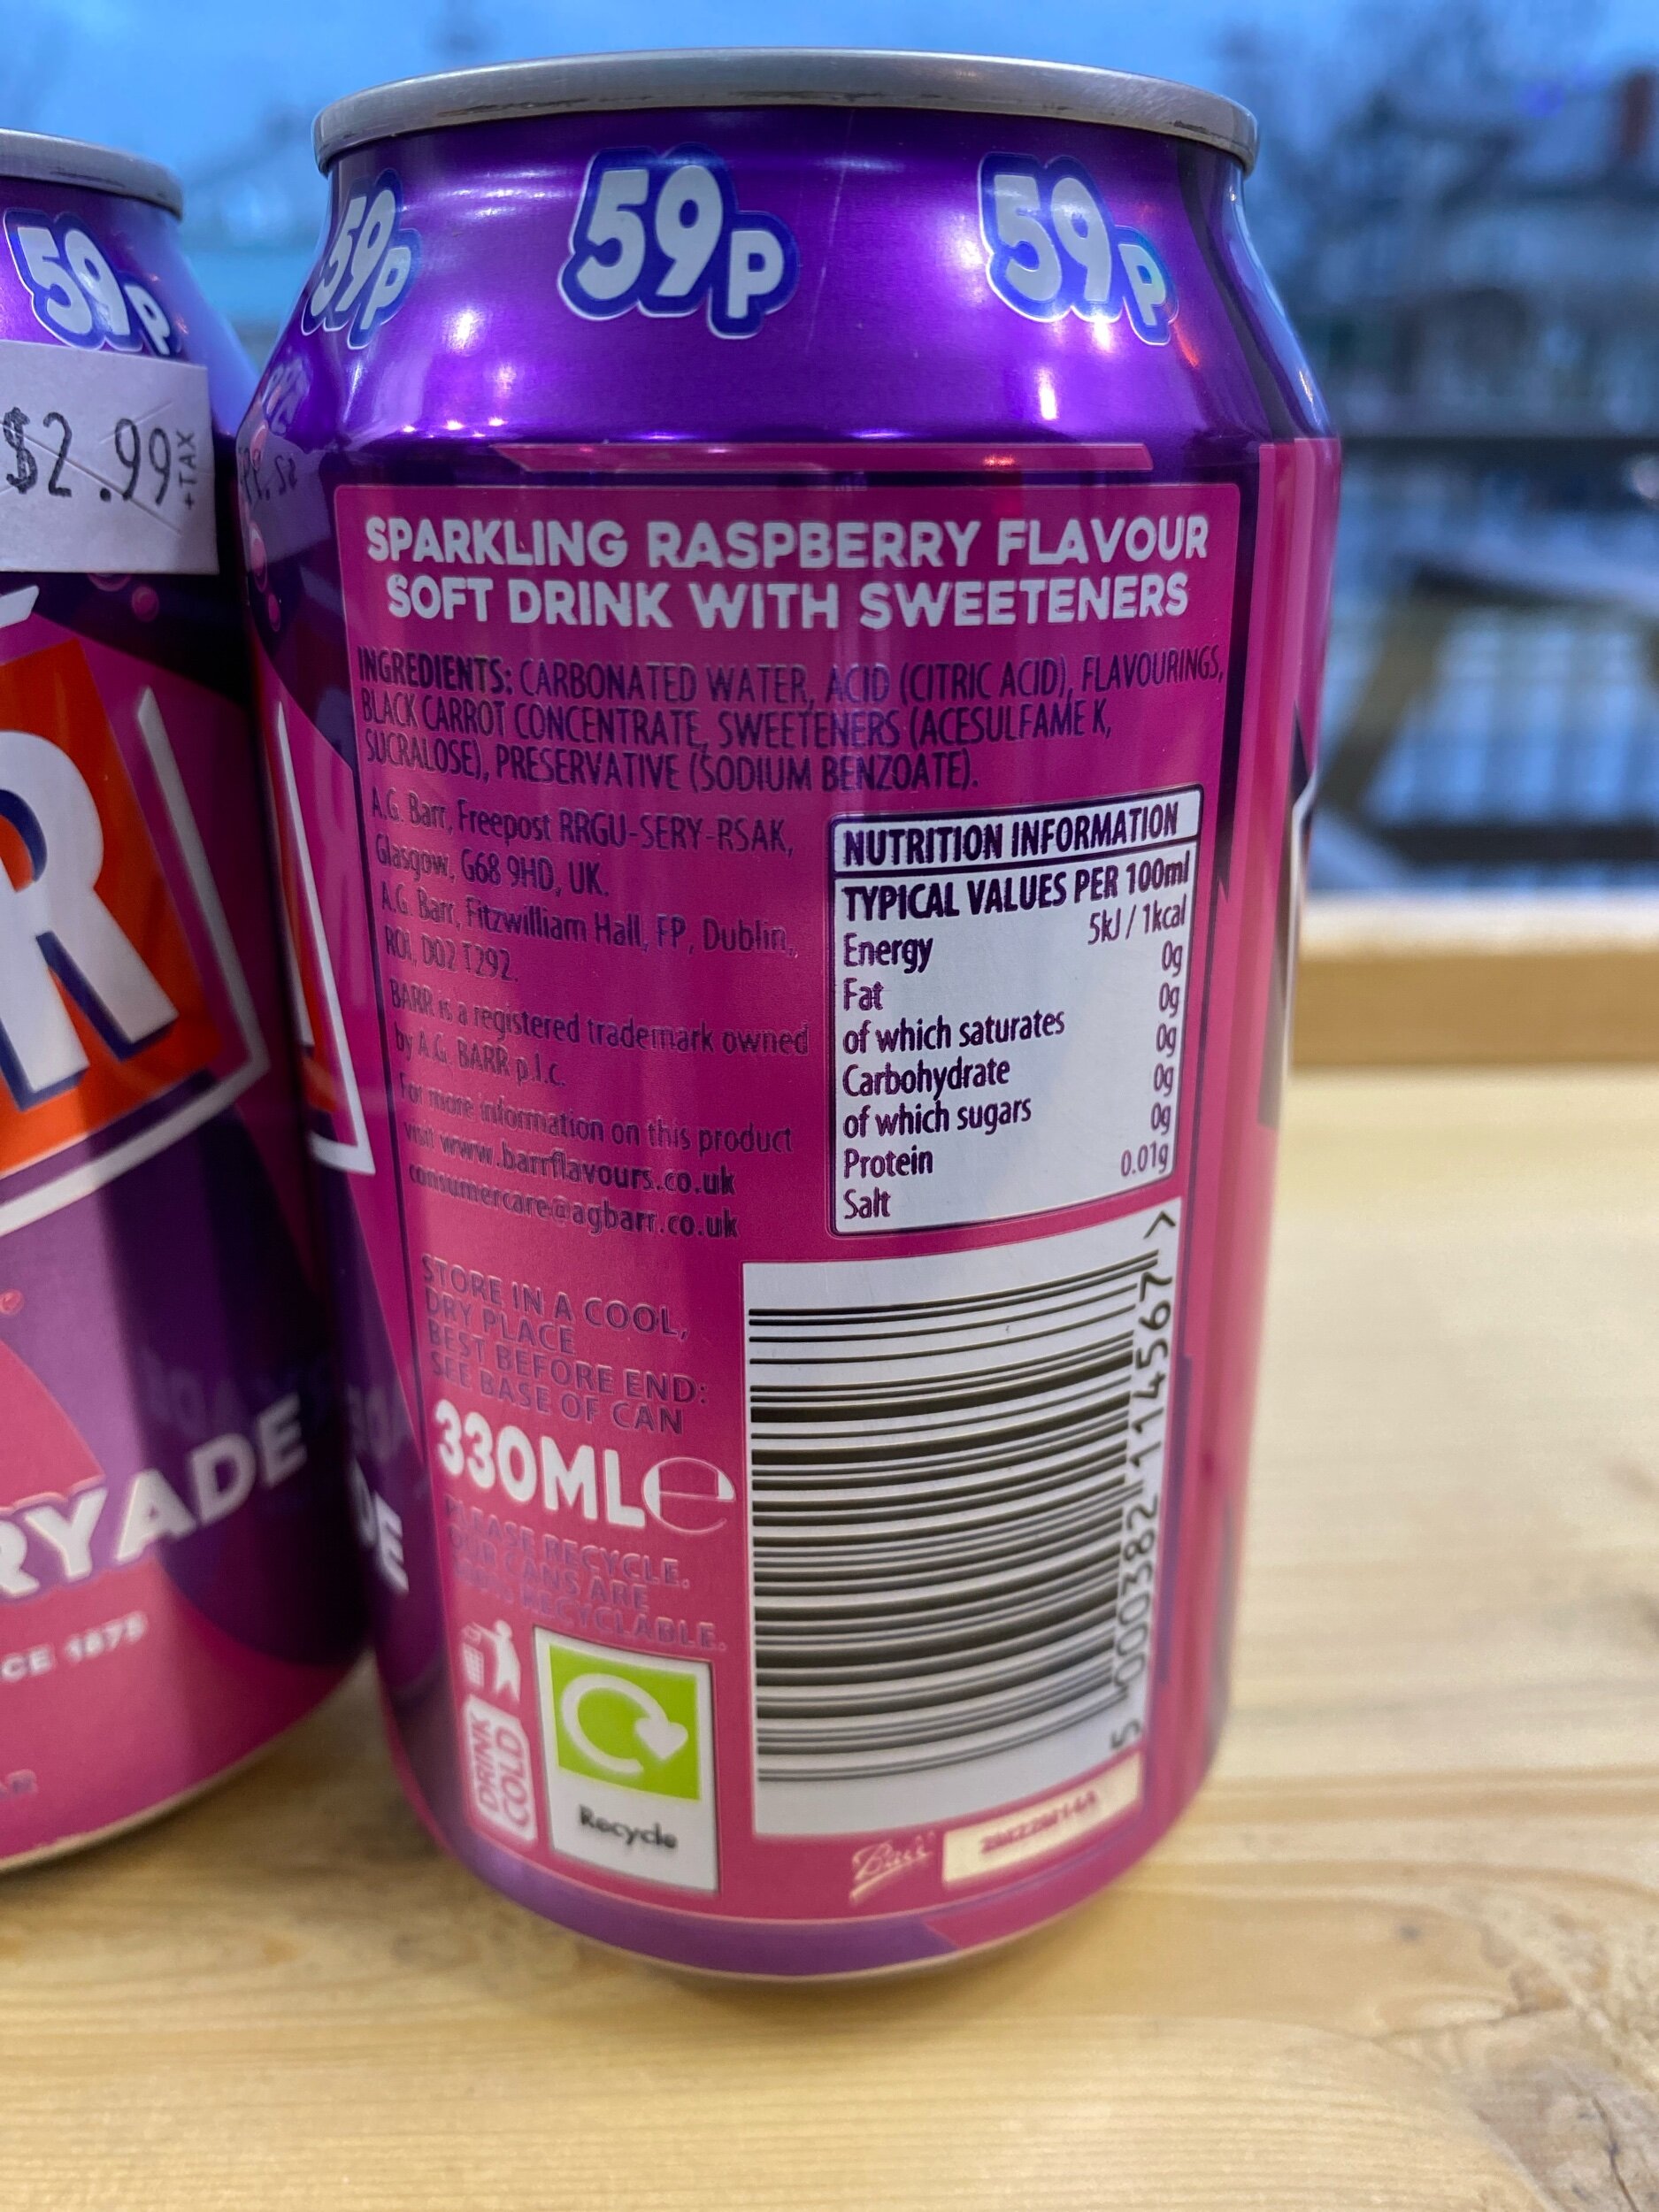 59p
59p
59p
59p
$2.99
+TAX
R
RYADE
CE 1875
DE
SPARKLING RASPBERRY FLAVOUR
SOFT DRINK WITH SWEETENERS
INGREDIENTS: CARBONATED WATER, ACID (CITRIC ACID), FLAVOURINGS,
BLACK CARROT CONCENTRATE, SWEETENERS (ACESULFAME K,
SUCRALOSE), PRESERVATIVE (SODIUM BENZOATE).
A.G. Barr, Freepost RRGU-SERY-RSAK,
Glasgow, G68 9HD, UK.
A.G. Barr, Fitzwilliam Hall, FP, Dublin,
ROI, D02 T292.
BARR is a registered trademark owned
by A.G. BARR p.l.c.
For more information on this product
visit www.barrflavours.co.uk
consumercare@agbarr.co.uk
NUTRITION INFORMATION
TYPICAL VALUES PER 100ml
Energy 5kJ / 1kcal
Fat 0g
of which saturates 0g
Carbohydrate 0g
of which sugars 0g
Protein 0g
Salt 0.01g
STORE IN A COOL,
DRY PLACE
BEST BEFORE END:
SEE BASE OF CAN
330ML℮
PLEASE RECYCLE.
OUR CANS ARE
100% RECYCLABLE.
DRINK
COLD
Recycle
5 000382 114567 >
Barr